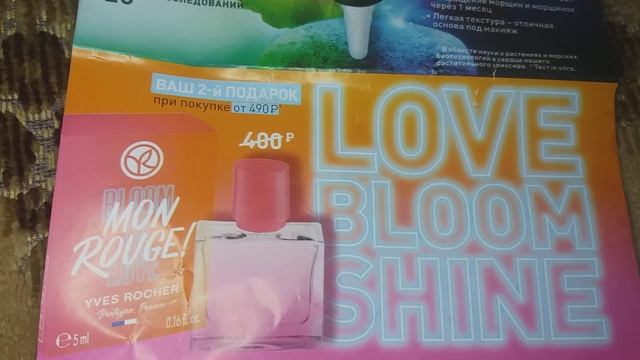 ЩЕНИЕ МОРЩИН И МОРЩИНОК
через 1 месяц
• Легкая текстура – отличная
основа под макияж
*В области науки о растениях и морских
биотехнологий в сердце нашего
растительного эликсира. **Тест in vitro.
ВАШ 2-й ПОДАРОК
при покупке от 490₽*
400₽
LOVE
BLOOM
SHINE
BLOOM
MON
ROUGE!
LOVE
YVES ROCHER
Bretagne, France
℮ 5 ml
0.16 fl. oz.